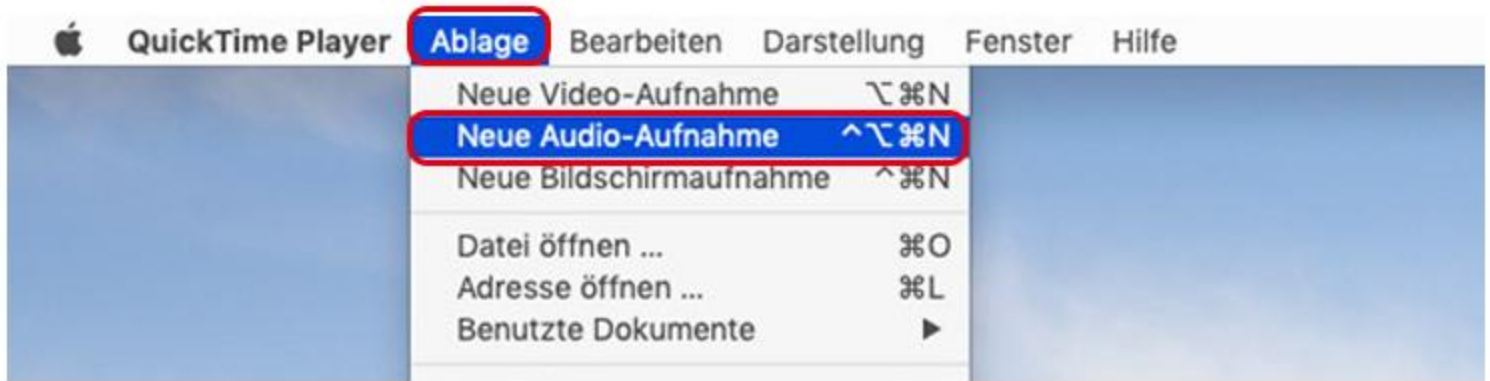 QuickTime Player Ablage Bearbeiten Darstellung Fenster Hilfe
Neue Video-Aufnahme ⌥⌘N
Neue Audio-Aufnahme ^⌥⌘N
Neue Bildschirmaufnahme ^⌘N
Datei öffnen ... ⌘O
Adresse öffnen ... ⌘L
Benutzte Dokumente ▶